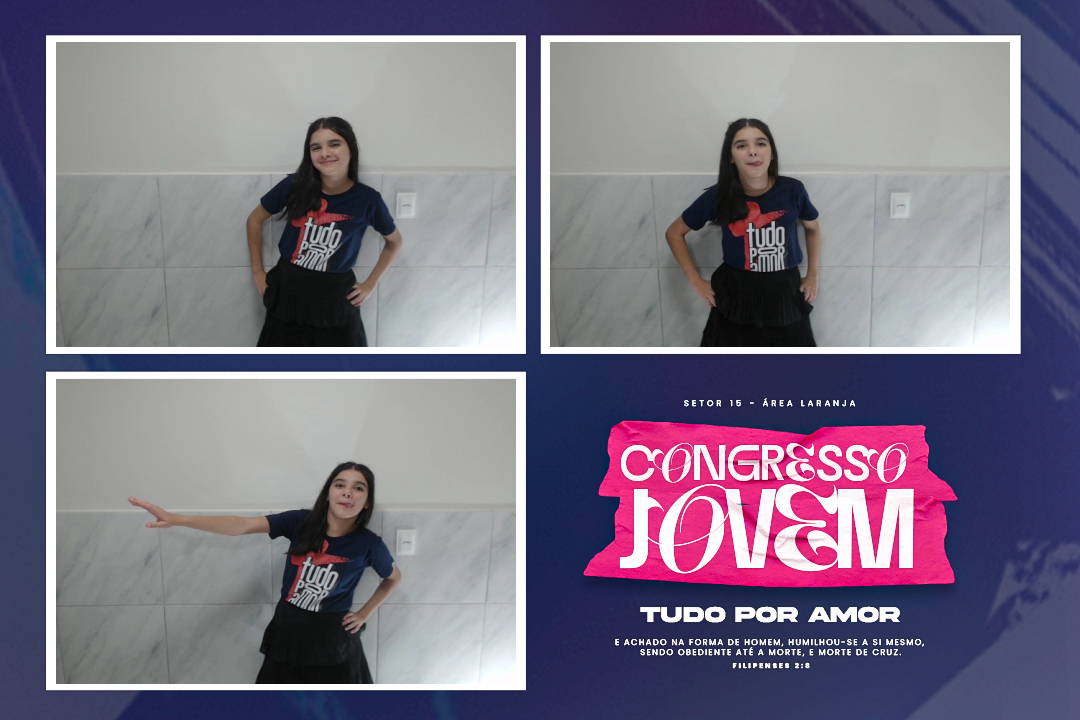 tudo
POR
amor
tudo
POR
amor
tudo
POR
amor
SETOR 15 - ÁREA LARANJA
CONGRESSO
JOVEM
TUDO POR AMOR
E ACHADO NA FORMA DE HOMEM, HUMILHOU-SE A SI MESMO,
SENDO OBEDIENTE ATÉ A MORTE, E MORTE DE CRUZ.
FILIPENSES 2:8